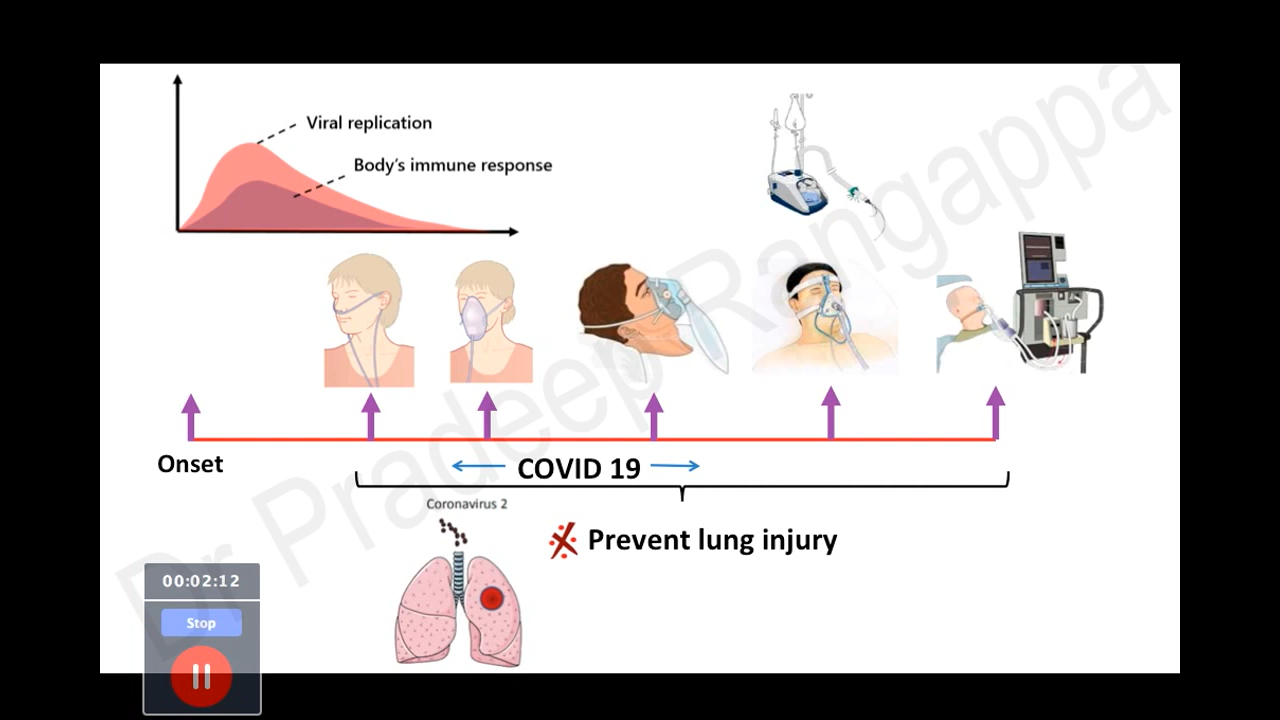 Viral replication
Body's immune response
Onset
COVID 19
Coronavirus 2
Prevent lung injury
Dr Pradeep Rangappa
00:02:12
Stop